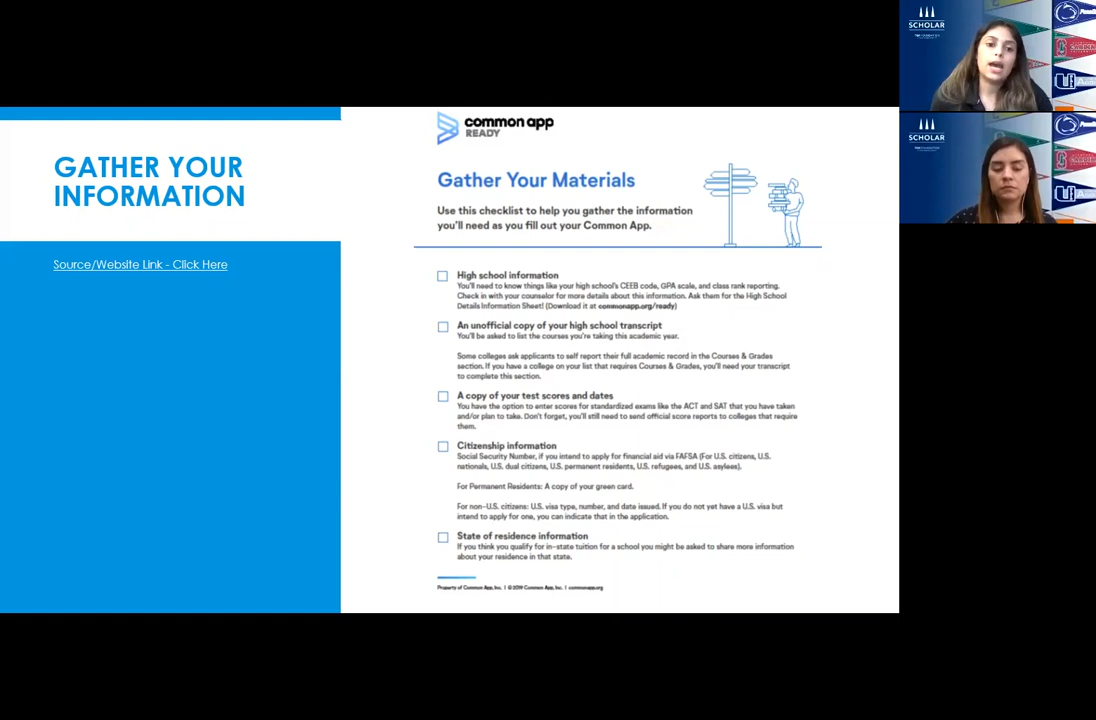 GATHER YOUR
INFORMATION
Source/Website Link - Click Here
common app
READY
Gather Your Materials
Use this checklist to help you gather the information
you'll need as you fill out your Common App.
High school information
You'll need to know things like your high school's CEEB code, GPA scale, and class rank reporting.
Check in with your counselor for more details about this information. Ask them for the High School
Details Information Sheet! (Download it at commonapp.org/ready)
An unofficial copy of your high school transcript
You'll be asked to list the courses you're taking this academic year.
Some colleges ask applicants to self report their full academic record in the Courses & Grades
section. If you have a college on your list that requires Courses & Grades, you'll need your transcript
to complete this section.
A copy of your test scores and dates
You have the option to enter scores for standardized exams like the ACT and SAT that you have taken
and/or plan to take. Don't forget, you'll still need to send official score reports to colleges that require
them.
Citizenship information
Social Security Number, if you intend to apply for financial aid via FAFSA (For U.S. citizens, U.S.
nationals, U.S. dual citizens, U.S. permanent residents, U.S. refugees, and U.S. asylees).
For Permanent Residents: A copy of your green card.
For non-U.S. citizens: U.S. visa type, number, and date issued. If you do not yet have a U.S. visa but
intend to apply for one, you can indicate that in the application.
State of residence information
If you think you qualify for in-state tuition for a school you might be asked to share more information
about your residence in that state.
Property of Common App, Inc. | ©2019 Common App, Inc. | commonapp.org
SCHOLAR
SCHOLAR